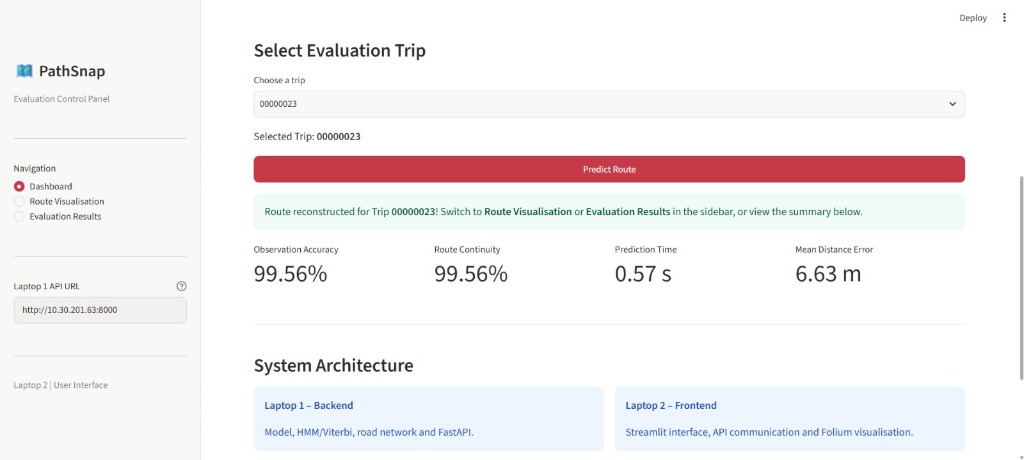 Deploy
PathSnap
Evaluation Control Panel
Navigation
Dashboard
Route Visualisation
Evaluation Results
Laptop 1 API URL
http://10.30.201.63:8000
Laptop 2 | User Interface
Select Evaluation Trip
Choose a trip
00000023
Selected Trip: 00000023
Predict Route
Route reconstructed for Trip 00000023! Switch to Route Visualisation or Evaluation Results in the sidebar, or view the summary below.
Observation Accuracy
99.56%
Route Continuity
99.56%
Prediction Time
0.57 s
Mean Distance Error
6.63 m
System Architecture
Laptop 1 – Backend
Model, HMM/Viterbi, road network and FastAPI.
Laptop 2 – Frontend
Streamlit interface, API communication and Folium visualisation.